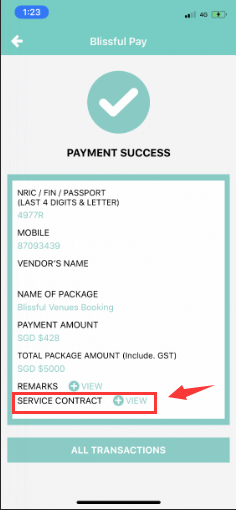 1:23
4G
Blissful Pay
PAYMENT SUCCESS
NRIC / FIN / PASSPORT
(LAST 4 DIGITS & LETTER)
4977R
MOBILE
87093439
VENDOR'S NAME
NAME OF PACKAGE
Blissful Venues Booking
PAYMENT AMOUNT
SGD $428
TOTAL PACKAGE AMOUNT (Include. GST)
SGD $5000
REMARKS VIEW
SERVICE CONTRACT VIEW
ALL TRANSACTIONS